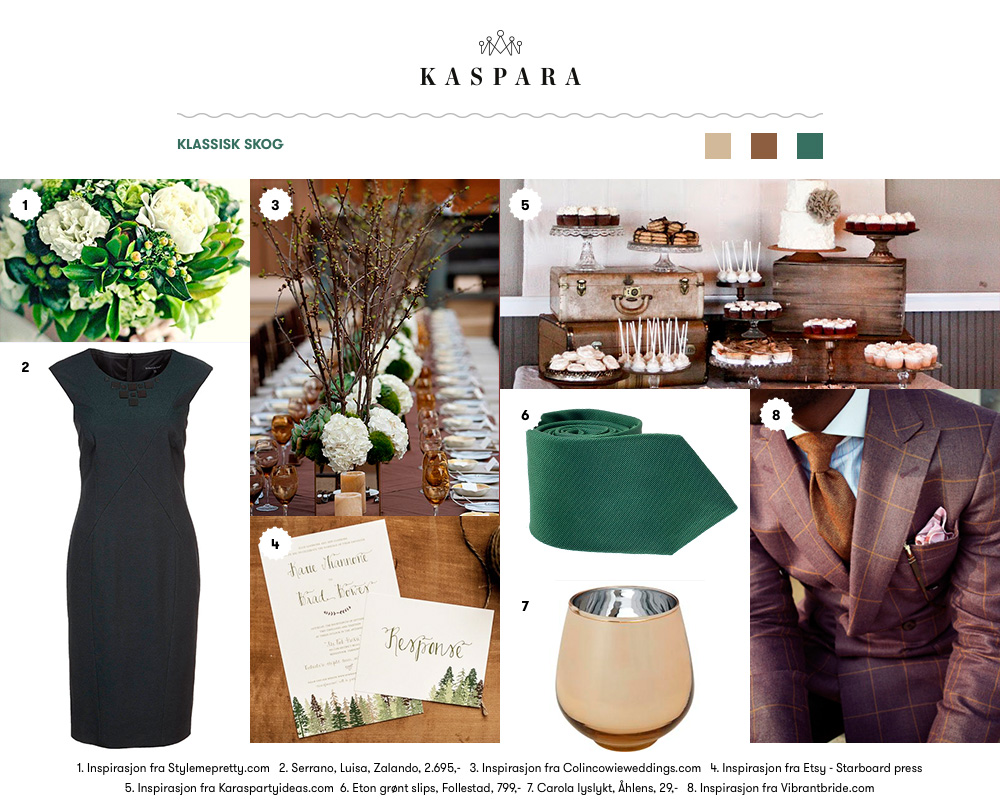 KASPARA
KLASSISK SKOG
1
3
5
2
6
8
4
Brad Bowes
Response
7
1. Inspirasjon fra Stylemepretty.com 2. Serrano, Luisa, Zalando, 2.695,- 3. Inspirasjon fra Colincowieweddings.com 4. Inspirasjon fra Etsy - Starboard press
5. Inspirasjon fra Karaspartyideas.com 6. Eton grønt slips, Follestad, 799,- 7. Carola lyslykt, Åhlens, 29,- 8. Inspirasjon fra Vibrantbride.com